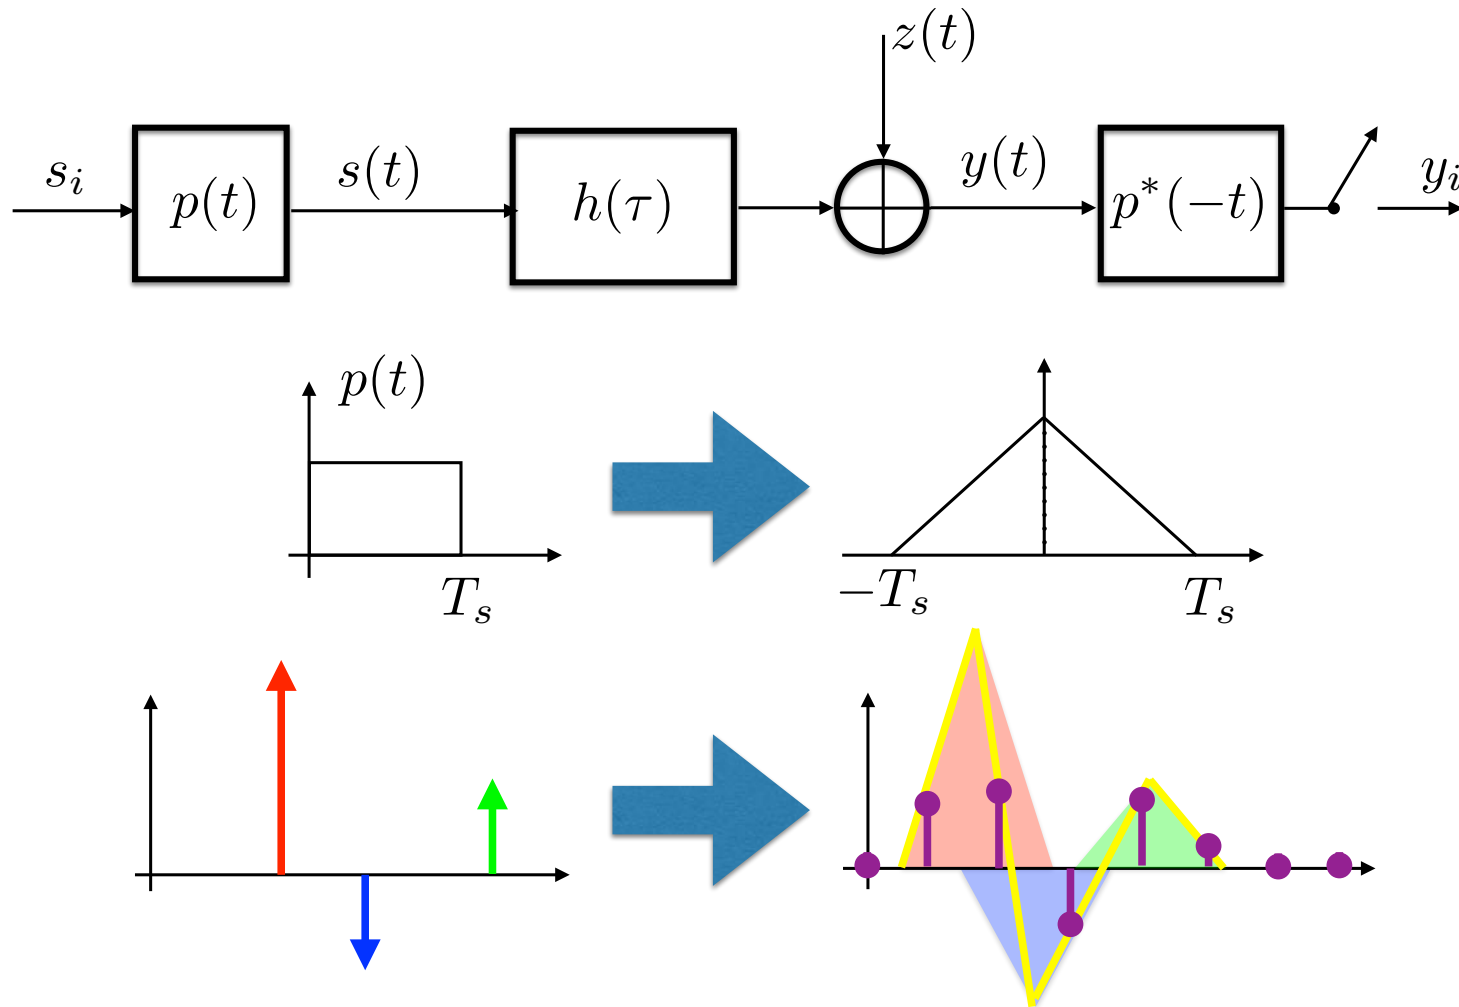 z(t)
s_i p(t) s(t) h(τ) y(t) p*(−t) y_i
p(t)
T_s −T_s T_s